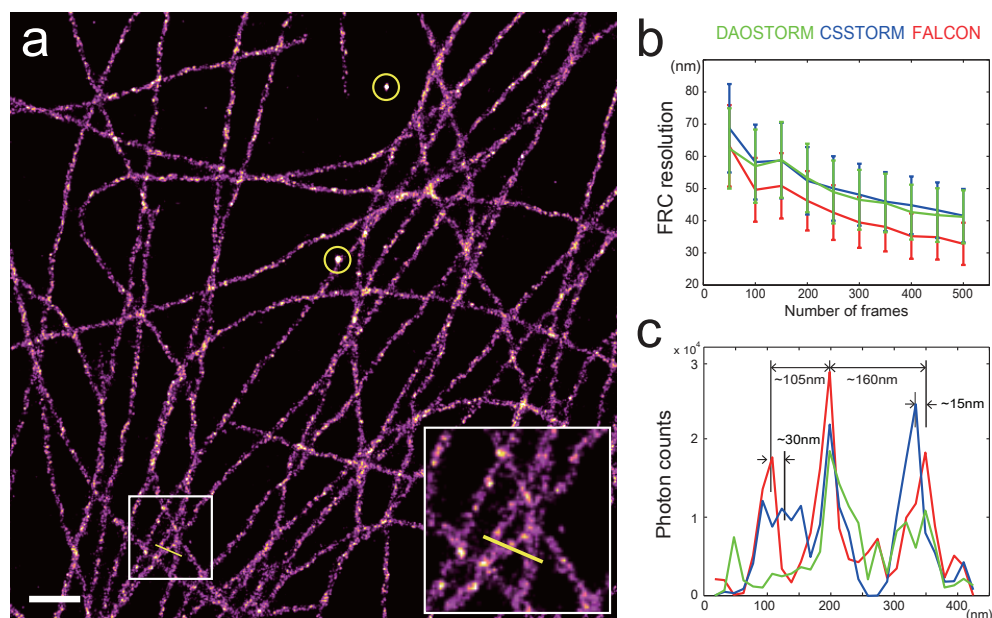 a
b
DAOSTORM CSSTORM FALCON
(nm)
80
70
60
50
40
30
20
FRC resolution
0 100 200 300 400 500
Number of frames
c
x 10⁴
3
2
1
0
Photon counts
~105nm ~160nm
~15nm
~30nm
0 100 200 300 400 (nm)